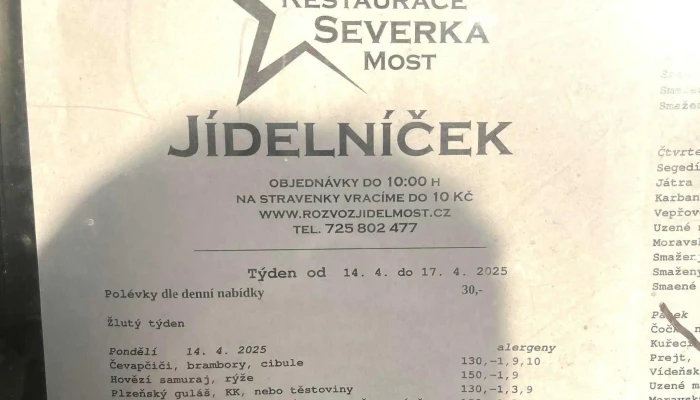 RESTAURACE
SEVERKA
MOST
JÍDELNÍČEK
OBJEDNÁVKY DO 10:00 H
NA STRAVENKY VRACÍME DO 10 KČ
WWW.ROZVOZJIDELMOST.CZ
TEL. 725 802 477
Týden od 14. 4. do 17. 4. 2025
Polévky dle denní nabídky 30,-
Žlutý týden
Pondělí 14. 4. 2025 alergeny
Čevapčiči, brambory, cibule 130,-1,9,10
Hovězí samuraj, rýže 150,-1,9
Plzeňský guláš, KK, nebo těstoviny 130,-1,3,9
Smažen
Čtvrte
Segedí
Játra
Karban
Vepřov
Uzené
Moravs
Smažen
Smažený
Smaené
Pátek
Kuřecí
Prejt,
Vídeňsk
Uzené m
Moravsk